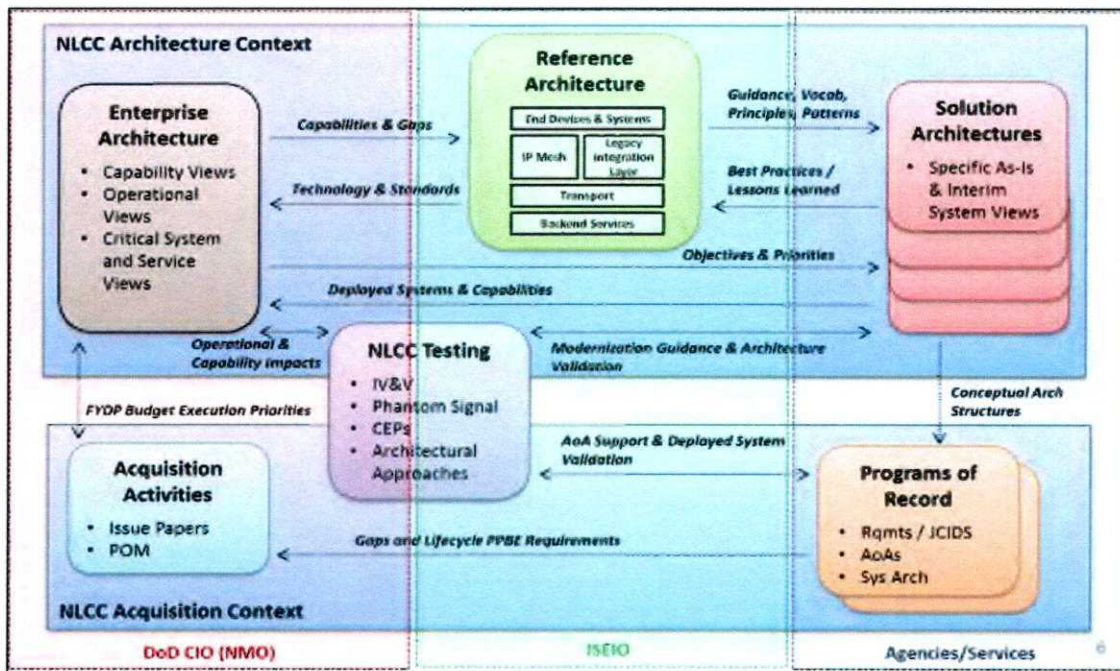 NLCC Architecture Context
Enterprise
Architecture
• Capability Views
• Operational
Views
• Critical System
and Service
Views
Capabilities & Gaps
Technology & Standards
Reference
Architecture
End Devices & Systems
IP Mesh
Legacy
Integration
Layer
Transport
Backend Services
Guidance, Vocab,
Principles, Patterns
Best Practices /
Lessons Learned
Solution
Architectures
• Specific As-Is
& Interim
System Views
Objectives & Priorities
Deployed Systems & Capabilities
Operational &
Capability Impacts
NLCC Testing
• IV&V
• Phantom Signal
• CEPs
• Architectural
Approaches
Modernization Guidance & Architecture
Validation
FYDP Budget Execution Priorities
Conceptual Arch
Structures
Acquisition
Activities
• Issue Papers
• POM
AoA Support & Deployed System
Validation
Programs of
Record
• Rqmts / JCIDS
• AoAs
• Sys Arch
Gaps and Lifecycle PPBE Requirements
NLCC Acquisition Context
DoD CIO (NMO)
JSEIO
Agencies/Services
6